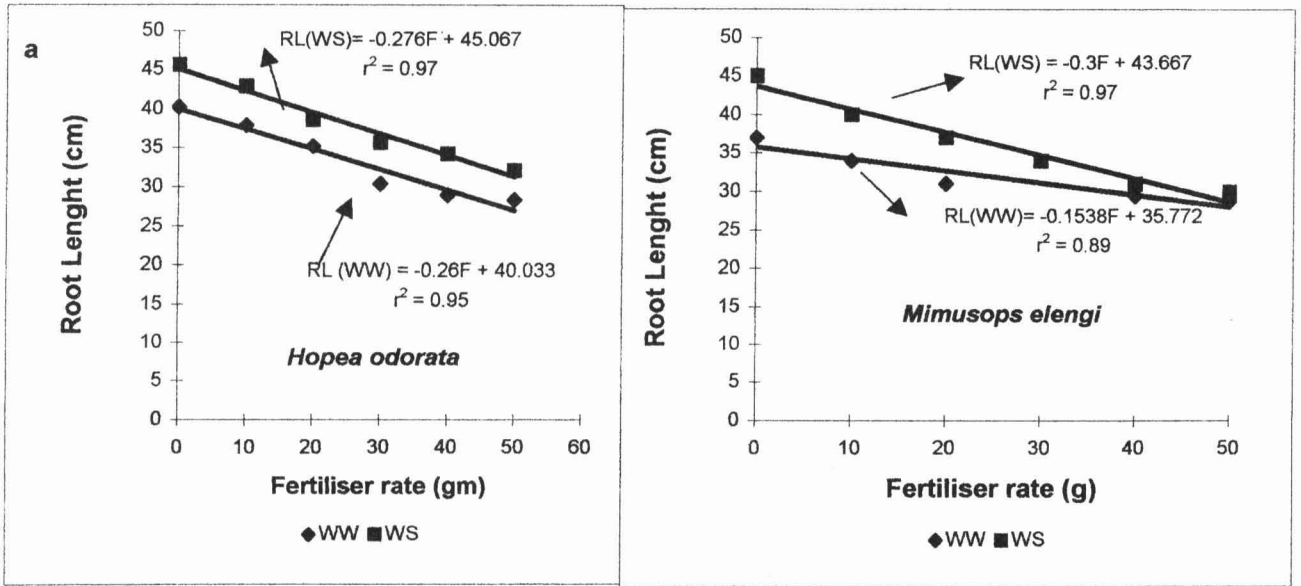 a
50
45
40
35
30
25
20
15
10
5
0
Root Lenght (cm)
RL(WS)= -0.276F + 45.067
r² = 0.97
RL (WW) = -0.26F + 40.033
r² = 0.95
Hopea odorata
0 10 20 30 40 50 60
Fertiliser rate (gm)
WW WS
50
45
40
35
30
25
20
15
10
5
0
Root Lenght (cm)
RL(WS) = -0.3F + 43.667
r² = 0.97
RL(WW)= -0.1538F + 35.772
r² = 0.89
Mimusops elengi
0 10 20 30 40 50
Fertiliser rate (g)
WW WS